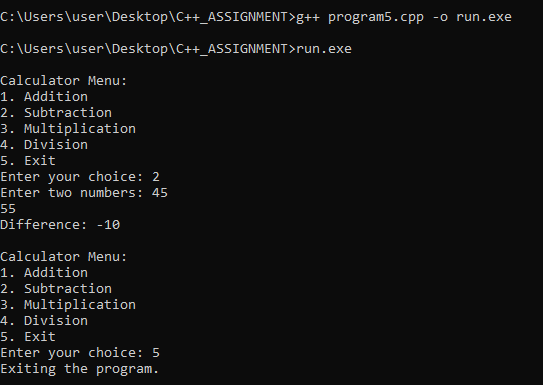 C:\Users\user\Desktop\C++_ASSIGNMENT>g++ program5.cpp -o run.exe
C:\Users\user\Desktop\C++_ASSIGNMENT>run.exe
Calculator Menu:
1. Addition
2. Subtraction
3. Multiplication
4. Division
5. Exit
Enter your choice: 2
Enter two numbers: 45
55
Difference: -10
Calculator Menu:
1. Addition
2. Subtraction
3. Multiplication
4. Division
5. Exit
Enter your choice: 5
Exiting the program.